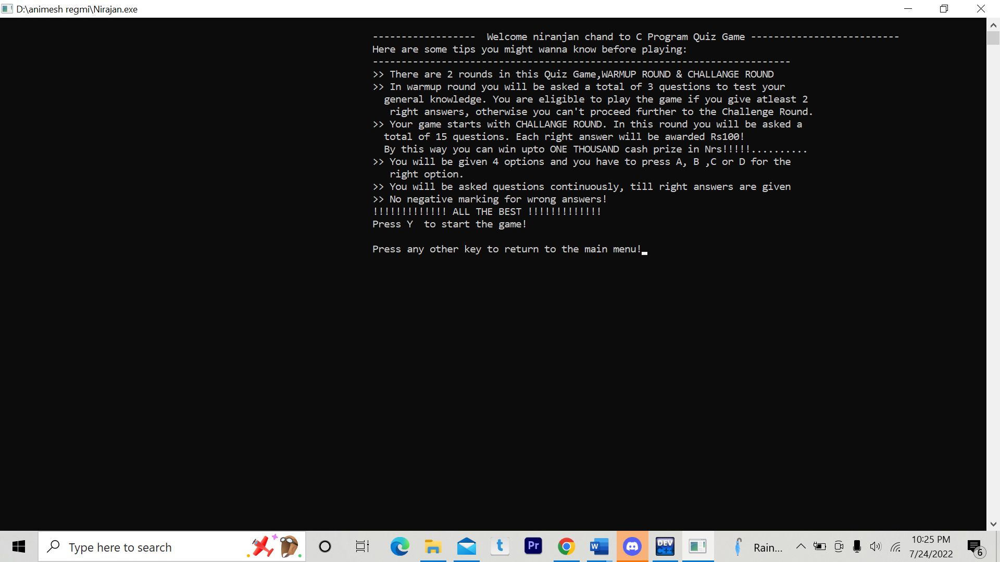 D:\animesh regmi\Nirajan.exe
------------------  Welcome niranjan chand to C Program Quiz Game --------------------------
Here are some tips you might wanna know before playing:
-------------------------------------------------------------------------
>> There are 2 rounds in this Quiz Game,WARMUP ROUND & CHALLANGE ROUND
>> In warmup round you will be asked a total of 3 questions to test your
general knowledge. You are eligible to play the game if you give atleast 2
right answers, otherwise you can't proceed further to the Challenge Round.
>> Your game starts with CHALLANGE ROUND. In this round you will be asked a
total of 15 questions. Each right answer will be awarded Rs100!
By this way you can win upto ONE THOUSAND cash prize in Nrs!!!!!..........
>> You will be given 4 options and you have to press A, B ,C or D for the
right option.
>> You will be asked questions continuously, till right answers are given
>> No negative marking for wrong answers!
!!!!!!!!!!!!! ALL THE BEST !!!!!!!!!!!!!
Press Y  to start the game!
Press any other key to return to the main menu!
Type here to search
t
Pr
W
DEV
C++
Rain...
10:25 PM
7/24/2022
6